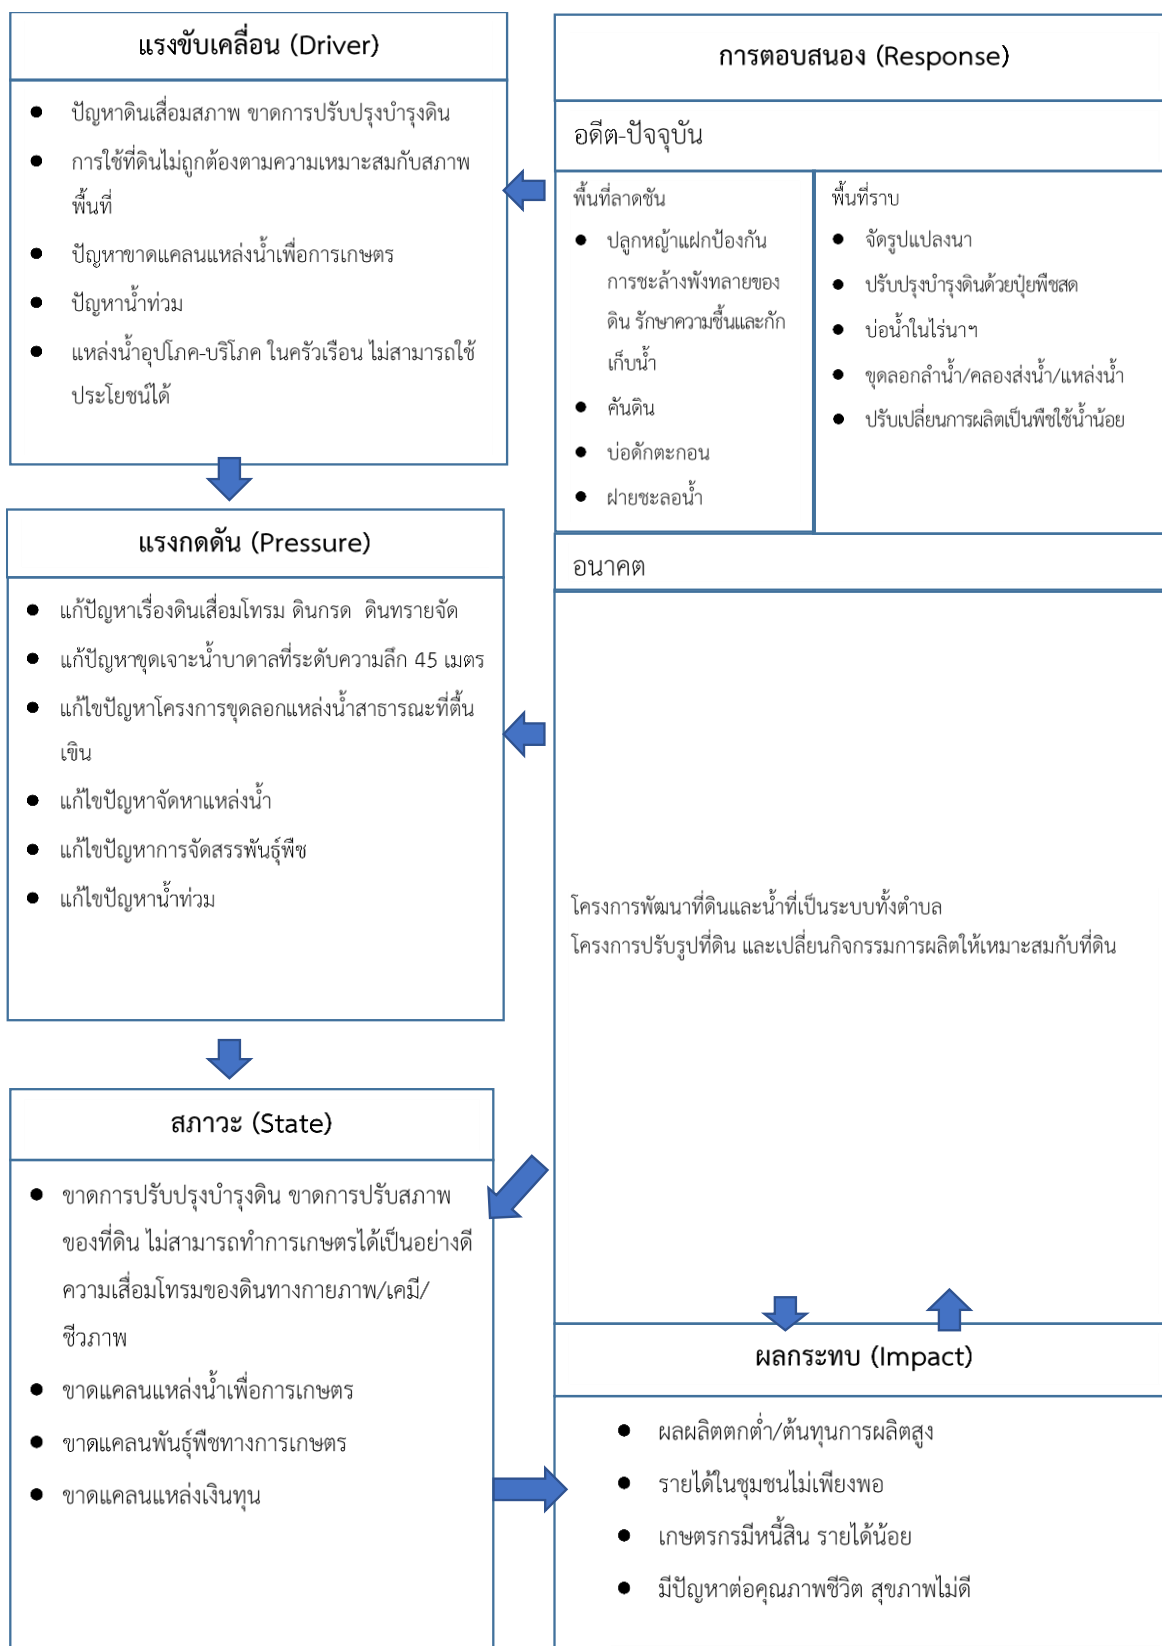 แรงขับเคลื่อน (Driver)
● ปัญหาดินเสื่อมสภาพ ขาดการปรับปรุงบำรุงดิน
● การใช้ที่ดินไม่ถูกต้องตามความเหมาะสมกับสภาพ
พื้นที่
● ปัญหาขาดแคลนแหล่งน้ำเพื่อการเกษตร
● ปัญหาน้ำท่วม
● แหล่งน้ำอุปโภค-บริโภค ในครัวเรือน ไม่สามารถใช้
ประโยชน์ได้
แรงกดดัน (Pressure)
● แก้ปัญหาเรื่องดินเสื่อมโทรม ดินกรด ดินทรายจัด
● แก้ปัญหาขุดเจาะน้ำบาดาลที่ระดับความลึก 45 เมตร
● แก้ไขปัญหาโครงการขุดลอกแหล่งน้ำสาธารณะที่ตื้น
เขิน
● แก้ไขปัญหาจัดหาแหล่งน้ำ
● แก้ไขปัญหาการจัดสรรพันธุ์พืช
● แก้ไขปัญหาน้ำท่วม
สภาวะ (State)
● ขาดการปรับปรุงบำรุงดิน ขาดการปรับสภาพ
ของที่ดิน ไม่สามารถทำการเกษตรได้เป็นอย่างดี
ความเสื่อมโทรมของดินทางกายภาพ/เคมี/
ชีวภาพ
● ขาดแคลนแหล่งน้ำเพื่อการเกษตร
● ขาดแคลนพันธุ์พืชทางการเกษตร
● ขาดแคลนแหล่งเงินทุน
การตอบสนอง (Response)
อดีต-ปัจจุบัน
พื้นที่ลาดชัน
● ปลูกหญ้าแฝกป้องกัน
การชะล้างพังทลายของ
ดิน รักษาความชื้นและกัก
เก็บน้ำ
● คันดิน
● บ่อดักตะกอน
● ฝายชะลอน้ำ
พื้นที่ราบ
● จัดรูปแปลงนา
● ปรับปรุงบำรุงดินด้วยปุ๋ยพืชสด
● บ่อน้ำในไร่นาฯ
● ขุดลอกลำน้ำ/คลองส่งน้ำ/แหล่งน้ำ
● ปรับเปลี่ยนการผลิตเป็นพืชใช้น้ำน้อย
อนาคต
โครงการพัฒนาที่ดินและน้ำที่เป็นระบบทั้งตำบล
โครงการปรับรูปที่ดิน และเปลี่ยนกิจกรรมการผลิตให้เหมาะสมกับที่ดิน
ผลกระทบ (Impact)
● ผลผลิตตกต่ำ/ต้นทุนการผลิตสูง
● รายได้ในชุมชนไม่เพียงพอ
● เกษตรกรมีหนี้สิน รายได้น้อย
● มีปัญหาต่อคุณภาพชีวิต สุขภาพไม่ดี